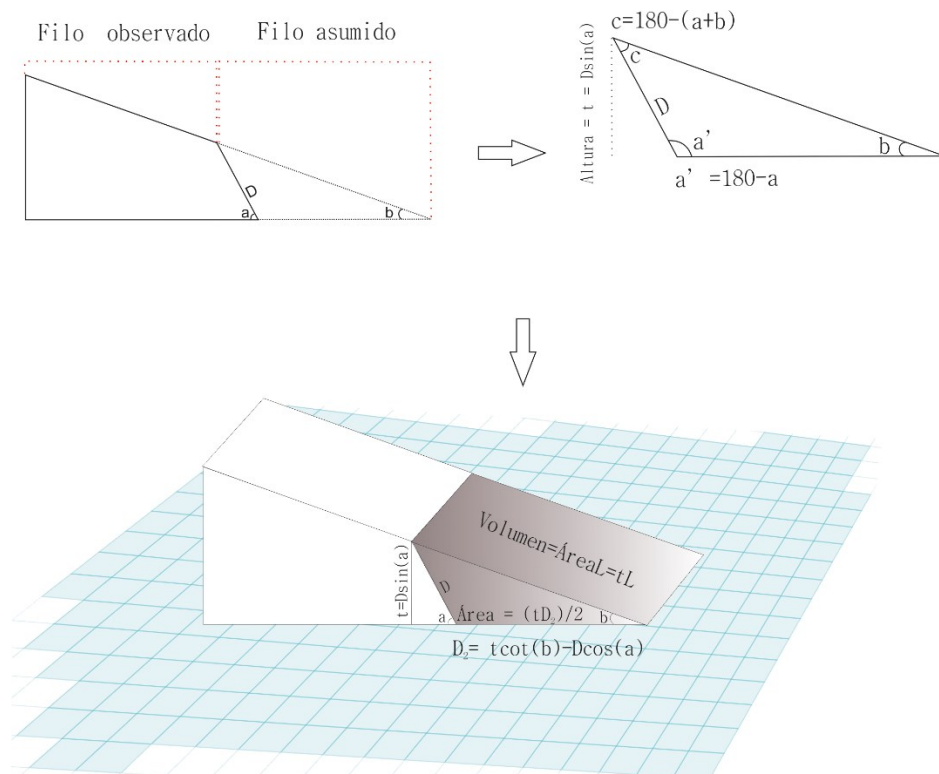 Filo observado
Filo asumido
D
a
b
c=180-(a+b)
Altura = t = Dsin(a)
c
D
a'
b
a' =180-a
Volumen=ÁreaL=tL
t=Dsin(a)
D
a
Área = (tD₂)/2
b
D₂= tcot(b)-Dcos(a)